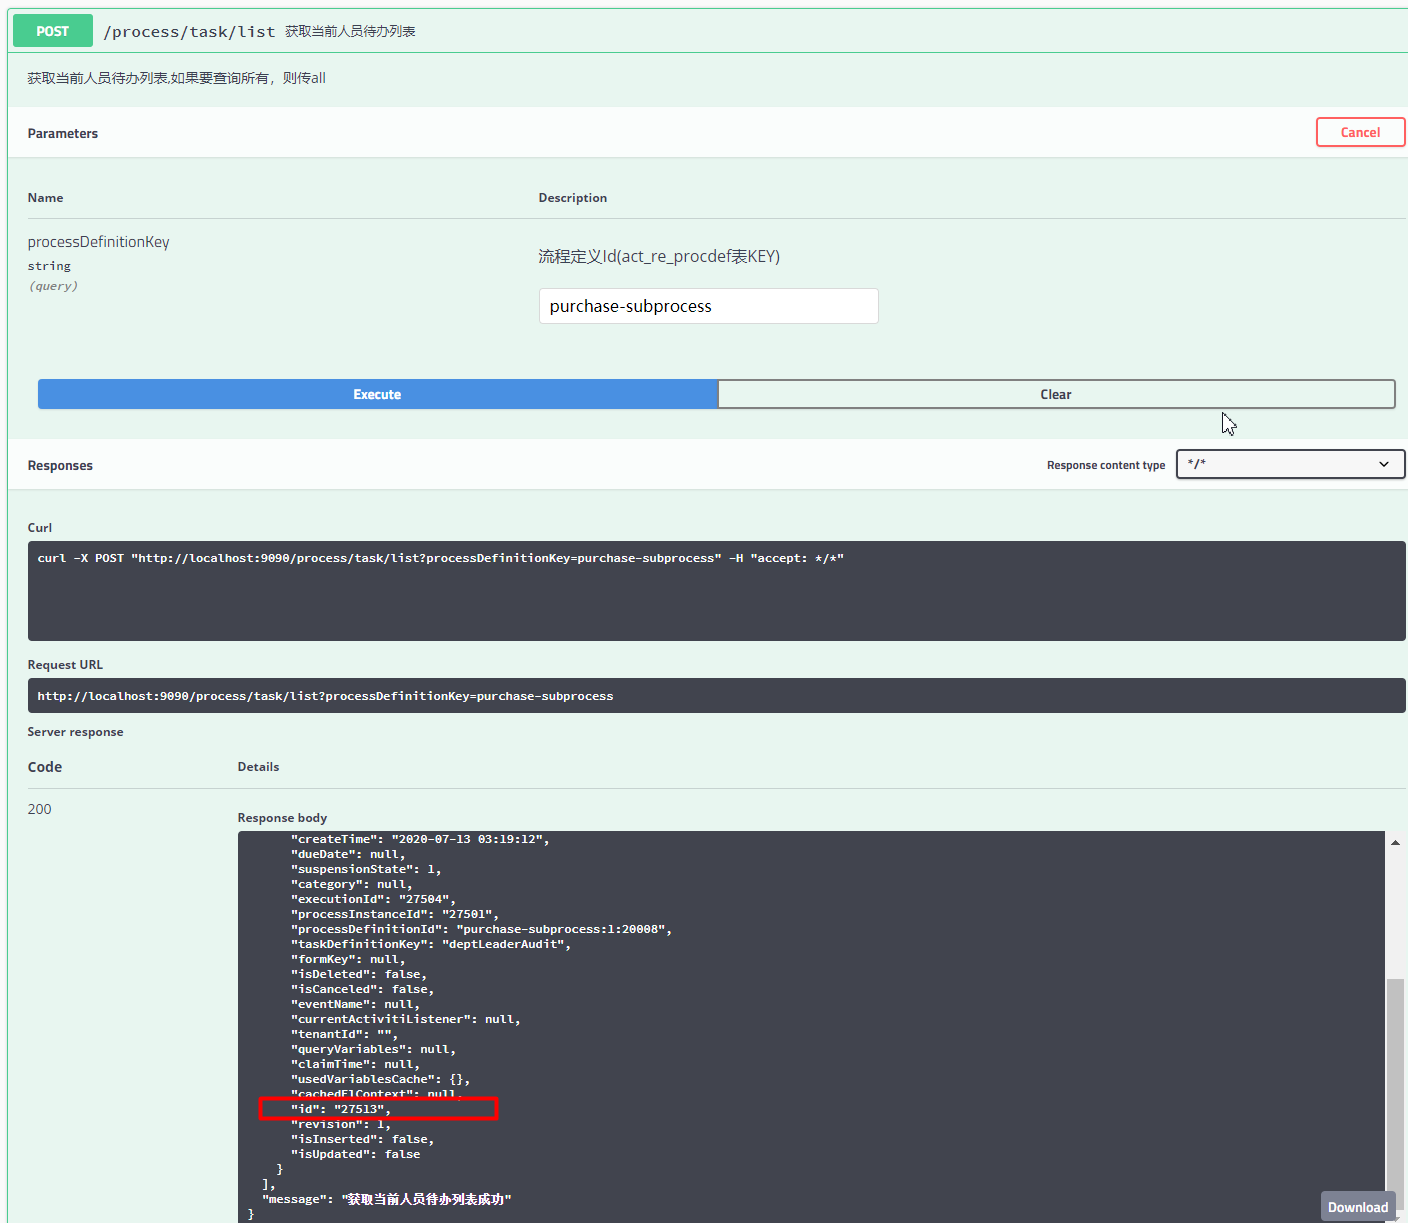 POST /process/task/list 获取当前人员待办列表
获取当前人员待办列表,如果要查询所有，则传all
Parameters
Cancel
Name Description
processDefinitionKey
string
(query)
流程定义Id(act_re_procdef表KEY)
purchase-subprocess
Execute Clear
Responses Response content type */*
Curl
curl -X POST "http://localhost:9090/process/task/list?processDefinitionKey=purchase-subprocess" -H "accept: */*"
Request URL
http://localhost:9090/process/task/list?processDefinitionKey=purchase-subprocess
Server response
Code Details
200
Response body
"createTime": "2020-07-13 03:19:12",
"dueDate": null,
"suspensionState": 1,
"category": null,
"executionId": "27504",
"processInstanceId": "27501",
"processDefinitionId": "purchase-subprocess:1:20008",
"taskDefinitionKey": "deptLeaderAudit",
"formKey": null,
"isDeleted": false,
"isCanceled": false,
"eventName": null,
"currentActivitiListener": null,
"tenantId": "",
"queryVariables": null,
"claimTime": null,
"usedVariablesCache": {},
"cachedElContext": null,
"id": "27513",
"revision": 1,
"isInserted": false,
"isUpdated": false
}
],
"message": "获取当前人员待办列表成功"
}
Download